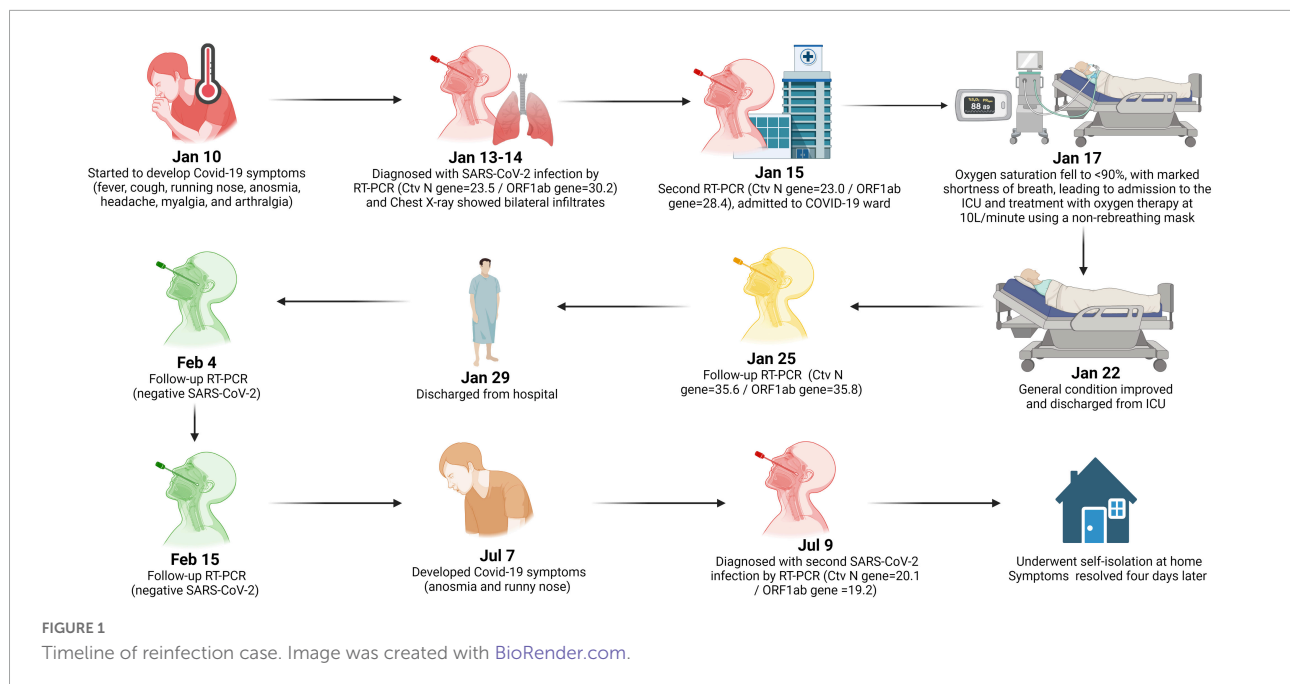 Jan 10
Started to develop Covid-19 symptoms
(fever, cough, running nose, anosmia,
headache, myalgia, and arthralgia)
Jan 13-14
Diagnosed with SARS-CoV-2 infection by
RT-PCR (Ctv N gene=23.5 / ORF1ab gene=30.2)
and Chest X-ray showed bilateral infiltrates
Jan 15
Second RT-PCR (Ctv N gene=23.0 / ORF1ab
gene=28.4), admitted to COVID-19 ward
88
Jan 17
Oxygen saturation fell to <90%, with marked
shortness of breath, leading to admission to the
ICU and treatment with oxygen therapy at
10L/minute using a non-rebreathing mask
Jan 22
General condition improved
and discharged from ICU
Jan 25
Follow-up RT-PCR (Ctv N
gene=35.6 / ORF1ab gene=35.8)
Jan 29
Discharged from hospital
Feb 4
Follow-up RT-PCR
(negative SARS-CoV-2)
Feb 15
Follow-up RT-PCR
(negative SARS-CoV-2)
Jul 7
Developed Covid-19 symptoms
(anosmia and runny nose)
Jul 9
Diagnosed with second SARS-CoV-2
infection by RT-PCR (Ctv N gene=20.1
/ ORF1ab gene =19.2)
Underwent self-isolation at home
Symptoms resolved four days later
FIGURE 1
Timeline of reinfection case. Image was created with BioRender.com.